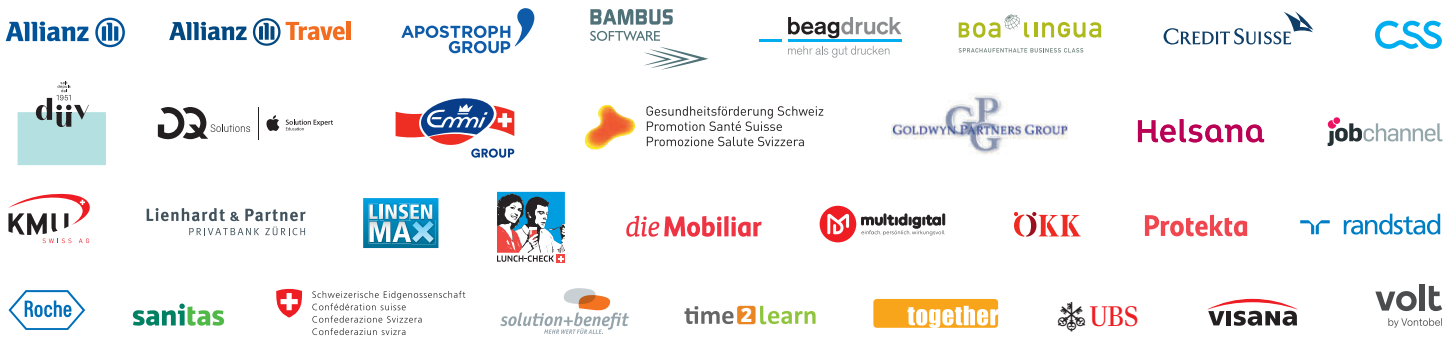 Allianz
Allianz Travel
APOSTROPH
GROUP
BAMBUS
SOFTWARE
beagdruck
mehr als gut drucken
BOA LINGUA
SPRACHAUFENTHALTE BUSINESS CLASS
CREDIT SUISSE
CSS
seit
depuis
dal
1951
düv
DQ Solutions
Solution Expert
Education
Emmi
GROUP
Gesundheitsförderung Schweiz
Promotion Santé Suisse
Promozione Salute Svizzera
GPG
GOLDWYN PARTNERS GROUP
Helsana
jobchannel
KMU
SWISS AG
Lienhardt & Partner
PRIVATBANK ZÜRICH
LINSEN
MAX
LUNCH-CHECK
die Mobiliar
multidigital
einfach. persönlich. wirkungsvoll.
ÖKK
Protekta
randstad
Roche
sanitas
Schweizerische Eidgenossenschaft
Confédération suisse
Confederazione Svizzera
Confederaziun svizra
solution+benefit
MEHR WERT FÜR ALLE.
time2learn
together
UBS
visana
volt
by Vontobel